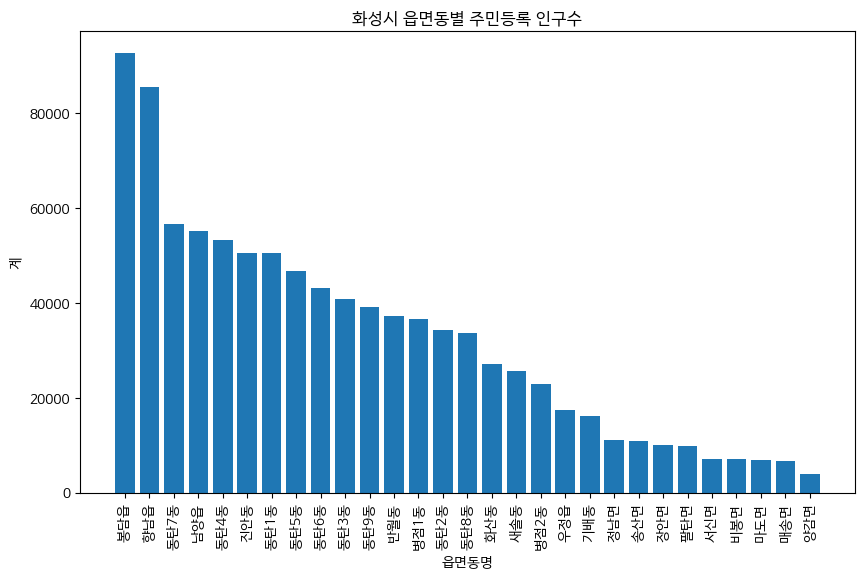 화성시 읍면동별 주민등록 인구수
계
80000
60000
40000
20000
0
봉담읍
향남읍
동탄7동
남양읍
동탄4동
진안동
동탄1동
동탄5동
동탄6동
동탄3동
동탄9동
반월동
병점1동
동탄2동
동탄8동
화산동
새솔동
병점2동
우정읍
기배동
정남면
송산면
장안면
팔탄면
서신면
비봉면
마도면
매송면
양감면
읍면동명